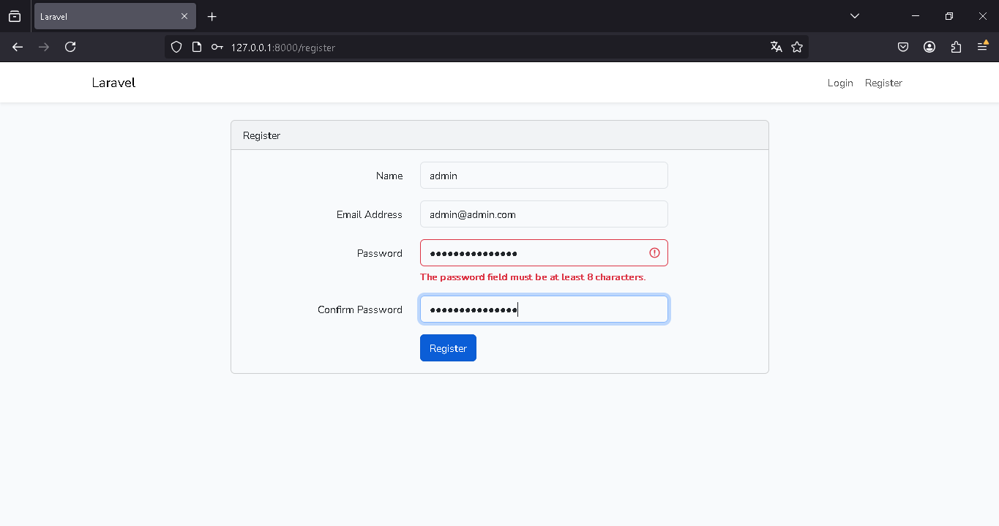 Laravel
127.0.0.1:8000/register
Laravel
Login Register
Register
Name admin
Email Address admin@admin.com
Password •••••••••••••••
The password field must be at least 8 characters.
Confirm Password •••••••••••••••
Register